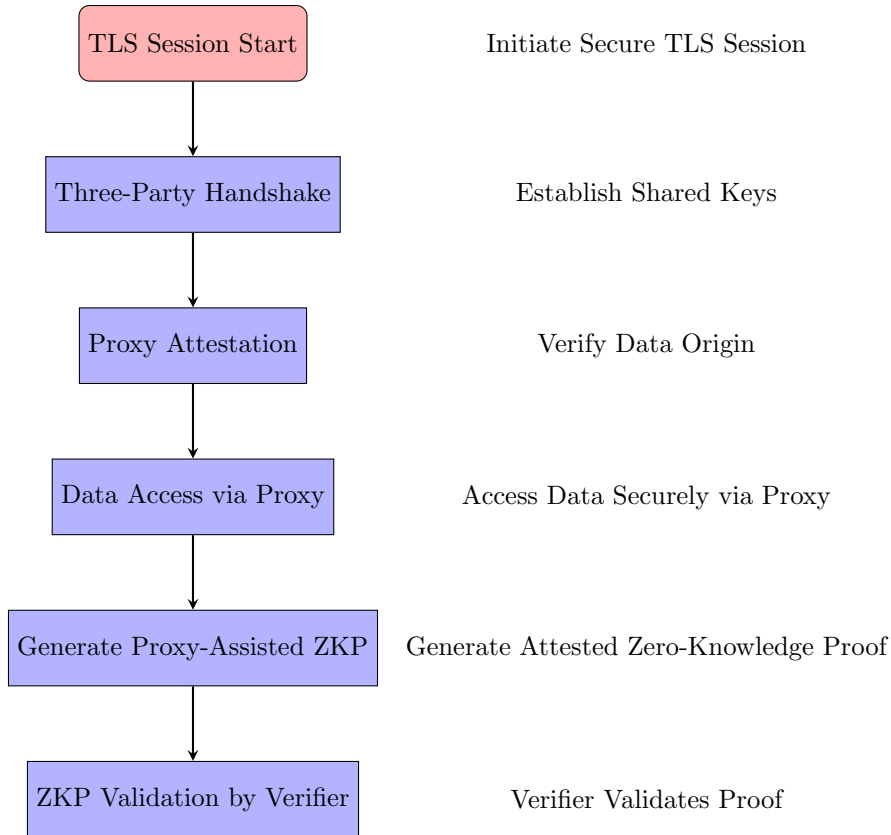 TLS Session Start
Initiate Secure TLS Session
Three-Party Handshake
Establish Shared Keys
Proxy Attestation
Verify Data Origin
Data Access via Proxy
Access Data Securely via Proxy
Generate Proxy-Assisted ZKP
Generate Attested Zero-Knowledge Proof
ZKP Validation by Verifier
Verifier Validates Proof